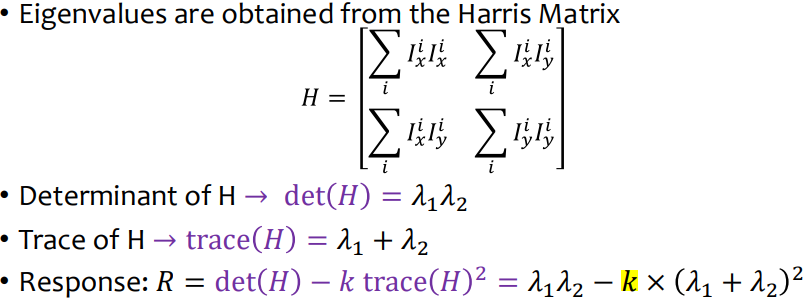 • Eigenvalues are obtained from the Harris Matrix
H = [ ∑_i I_x^i I_x^i   ∑_i I_x^i I_y^i
∑_i I_x^i I_y^i   ∑_i I_y^i I_y^i ]
• Determinant of H → det(H) = λ₁λ₂
• Trace of H → trace(H) = λ₁ + λ₂
• Response: R = det(H) − k trace(H)² = λ₁λ₂ − k × (λ₁ + λ₂)²